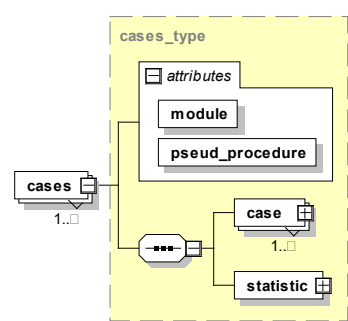 cases_type
attributes
module
pseud_procedure
cases
1..□
case
1..□
statistic